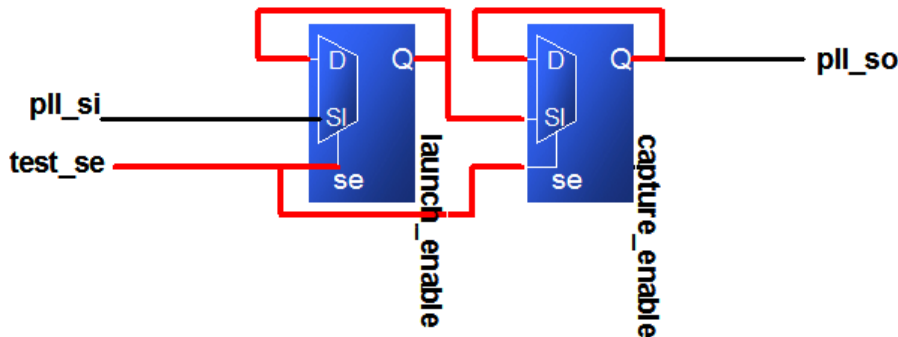 D
Q
D
Q
pll_so
pll_si
SI
SI
test_se
se
se
launch_enable
capture_enable